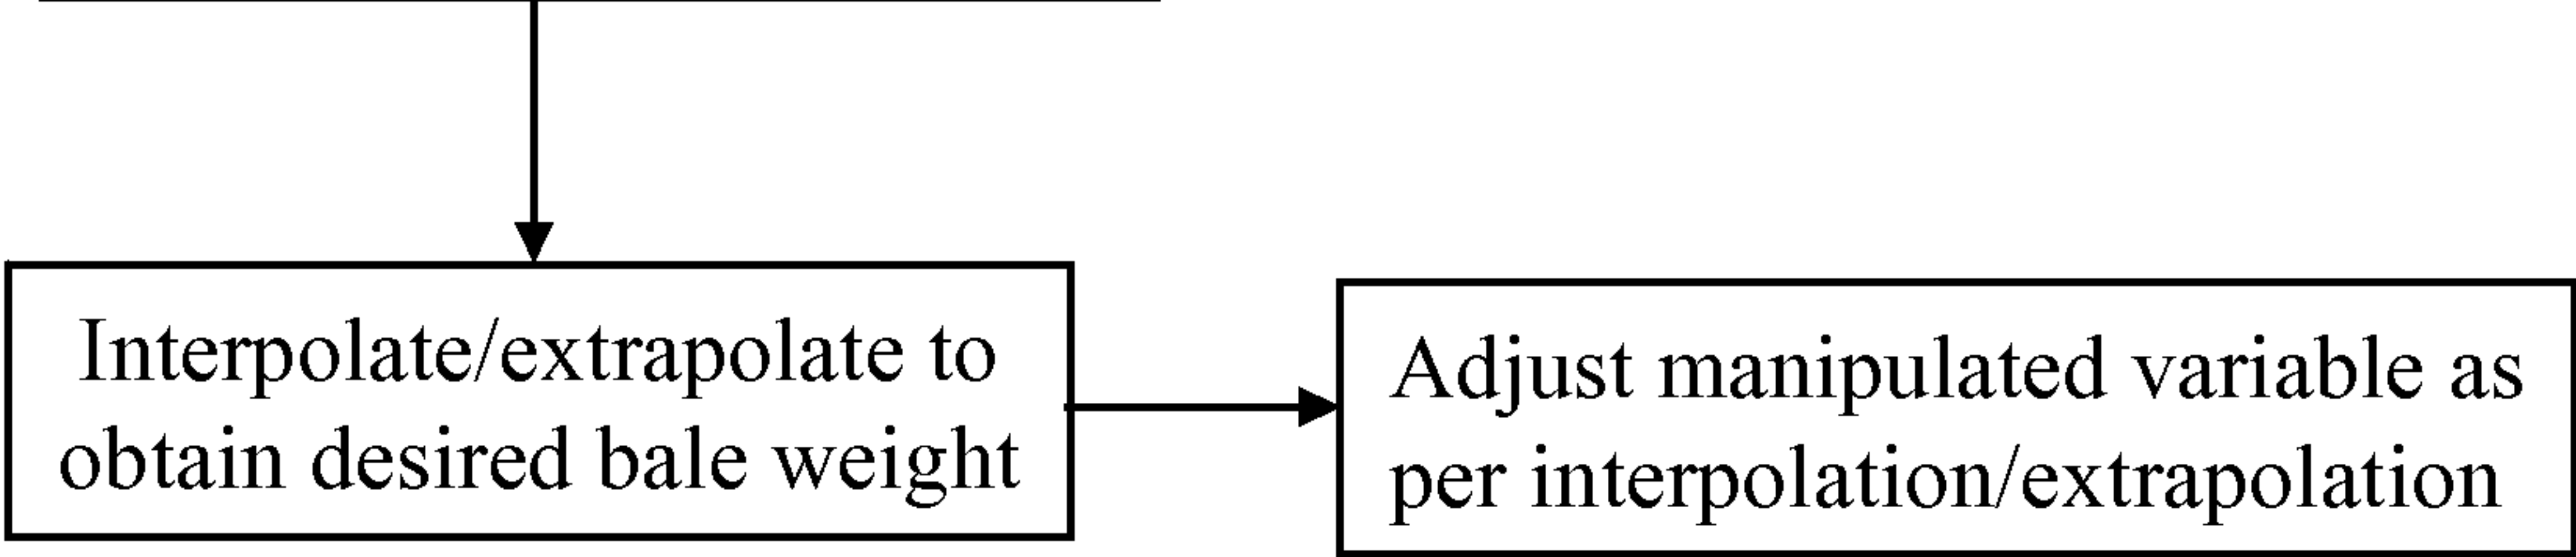 Interpolate/extrapolate to
obtain desired bale weight
Adjust manipulated variable as
per interpolation/extrapolation